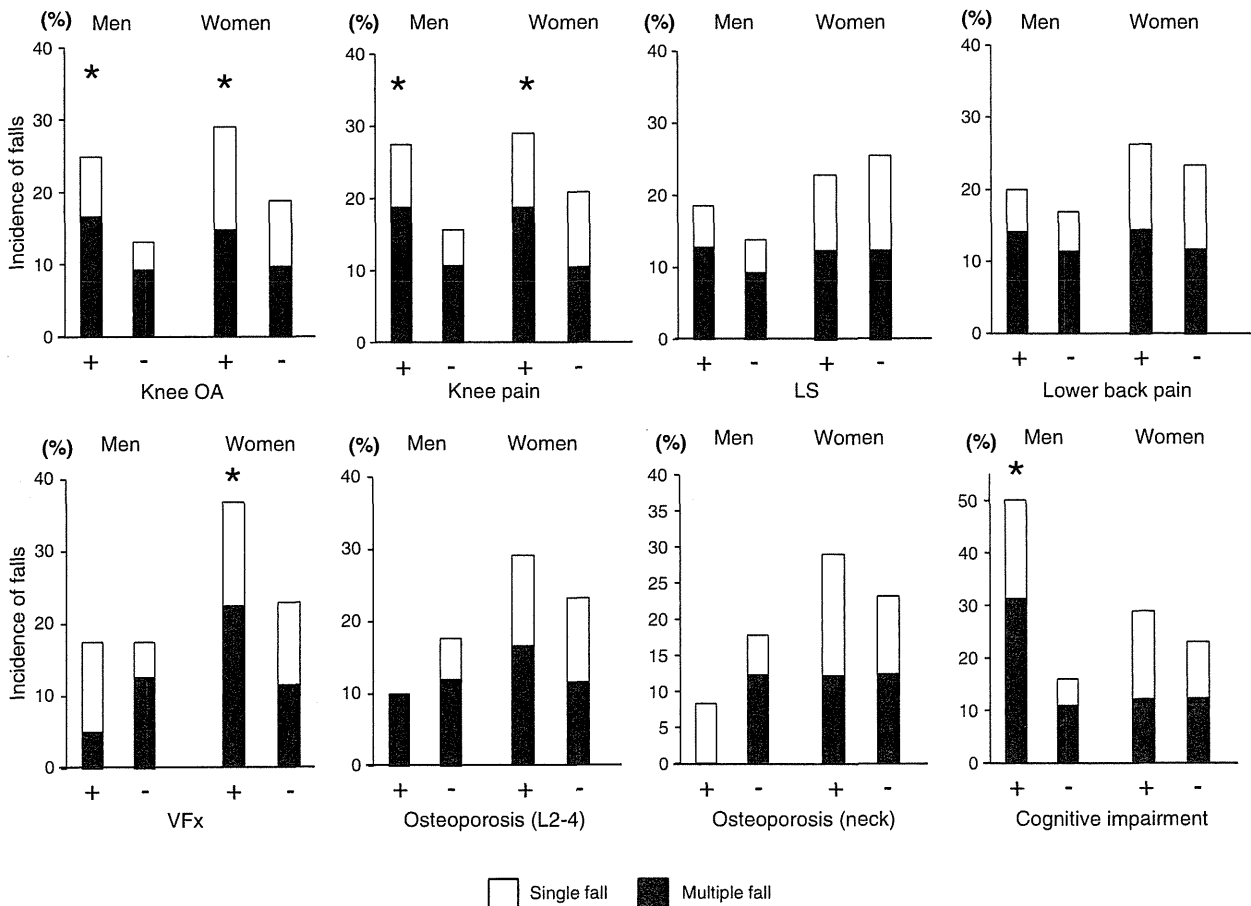 (%) Men Women
40
30
20
10
0
Incidence of falls
* *
+ - + -
Knee OA
(%) Men Women
40
30
20
10
0
* *
+ - + -
Knee pain
(%) Men Women
40
30
20
10
0
+ - + -
LS
(%) Men Women
40
30
20
10
0
+ - + -
Lower back pain
(%) Men Women
40
30
20
10
0
Incidence of falls
*
+ - + -
VFx
(%) Men Women
40
30
20
10
0
+ - + -
Osteoporosis (L2-4)
(%) Men Women
40
35
30
25
20
15
10
5
0
+ - + -
Osteoporosis (neck)
(%) Men Women
50
30
20
10
0
*
+ - + -
Cognitive impairment
Single fall Multiple fall